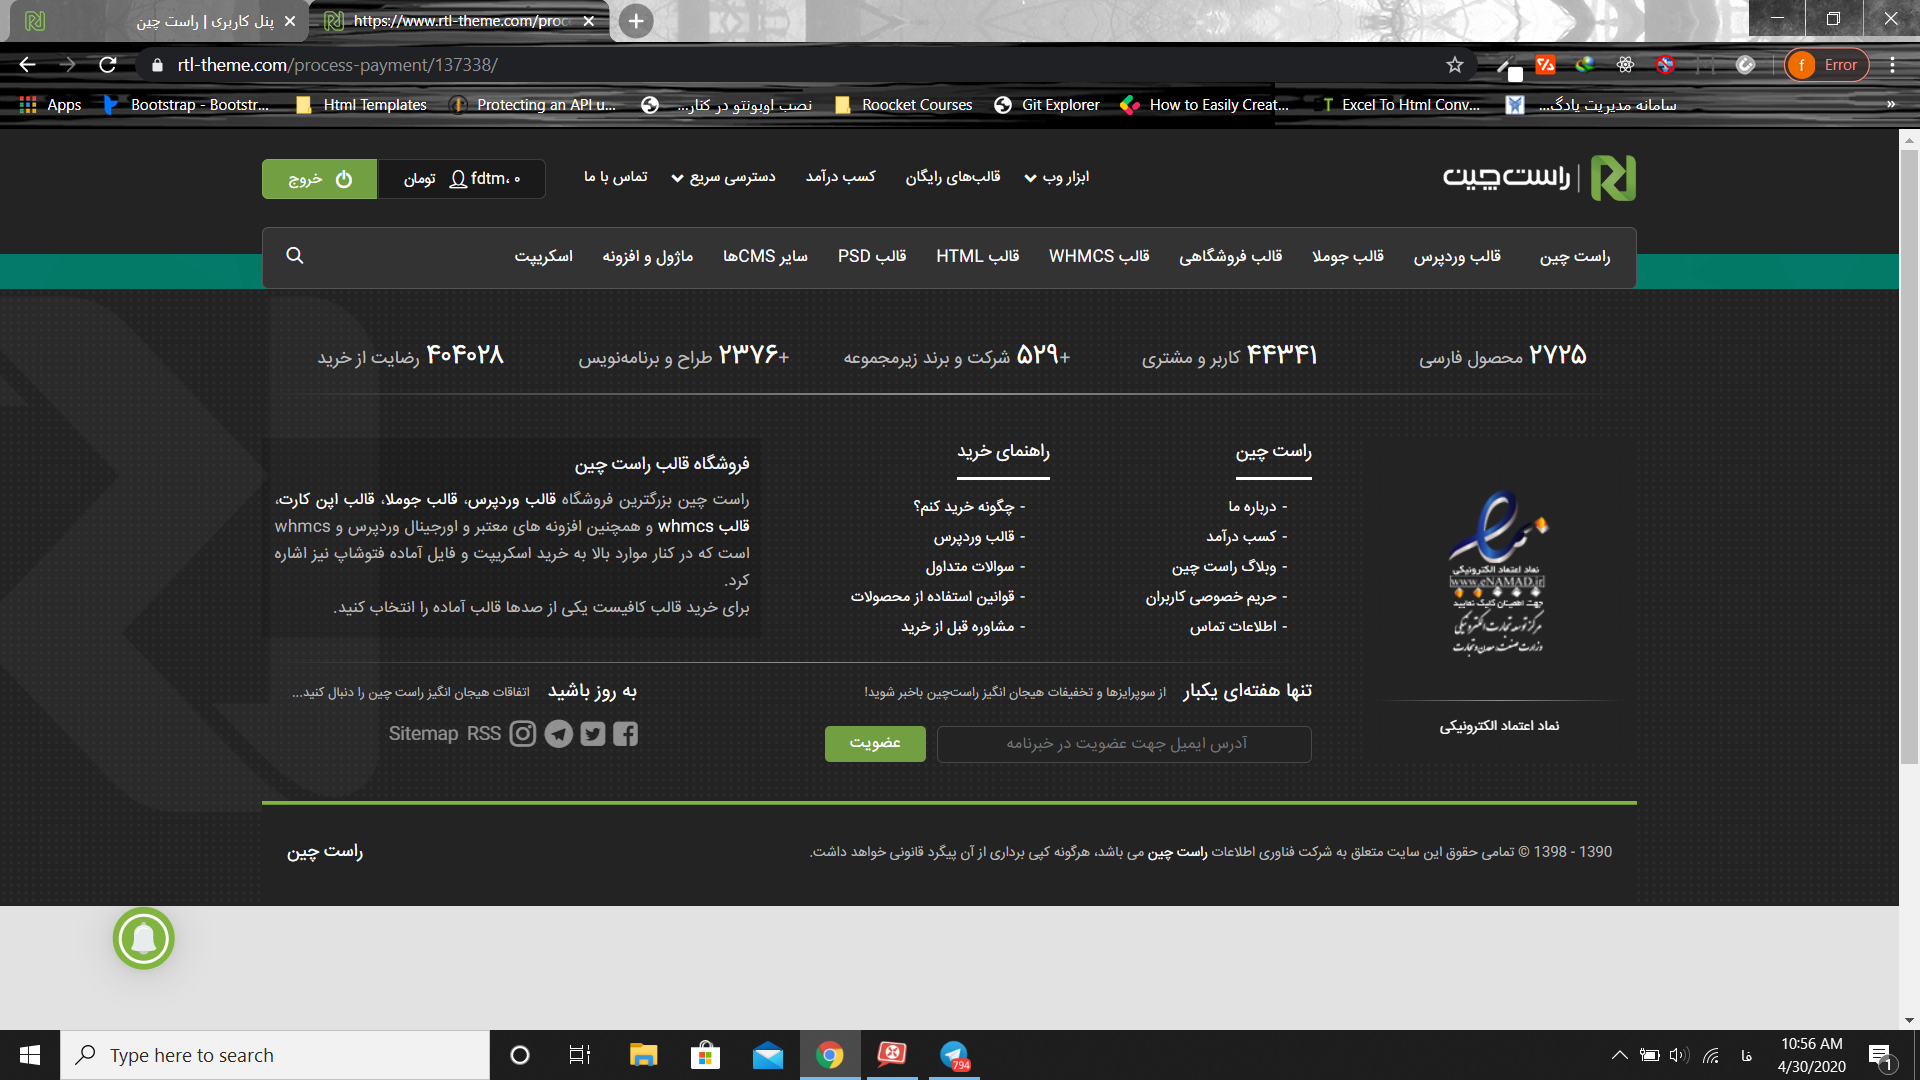 پنل کاربری | راست چین
https://www.rtl-theme.com/proc
rtl-theme.com/process-payment/137338/
Error
f
Apps
Bootstrap - Bootstr...
Html Templates
Protecting an API u...
نصب اوبونتو در کنار...
Roocket Courses
Git Explorer
How to Easily Creat...
Excel To Html Conv...
سامانه مدیریت یادگ...
»
راست‌چین
ابزار وب
قالب‌های رایگان
کسب درآمد
دسترسی سریع
تماس با ما
fdtm، ۰ تومان
خروج
راست چین
قالب وردپرس
قالب جوملا
قالب فروشگاهی
قالب WHMCS
قالب HTML
قالب PSD
سایر CMSها
ماژول و افزونه
اسکریپت
۲۷۲۵ محصول فارسی
۴۴۳۴۱ کاربر و مشتری
+۵۲۹ شرکت و برند زیرمجموعه
+۲۳۷۶ طراح و برنامه‌نویس
۴۰۴۰۲۸ رضایت از خرید
نماد اعتماد الکترونیکی
www.eNAMAD.ir
جهت اطمینان کلیک نمایید
مرکز توسعه تجارت الکترونیکی
وزارت صنعت، معدن و تجارت
نماد اعتماد الکترونیکی
راست چین
- درباره ما
- کسب درآمد
- وبلاگ راست چین
- حریم خصوصی کاربران
- اطلاعات تماس
راهنمای خرید
- چگونه خرید کنم؟
- قالب وردپرس
- سوالات متداول
- قوانین استفاده از محصولات
- مشاوره قبل از خرید
فروشگاه قالب راست چین
راست چین بزرگترین فروشگاه قالب وردپرس، قالب جوملا، قالب اپن کارت،
قالب whmcs و همچنین افزونه های معتبر و اورجینال وردپرس و whmcs
است که در کنار موارد بالا به خرید اسکریپت و فایل آماده فتوشاپ نیز اشاره
کرد.
برای خرید قالب کافیست یکی از صدها قالب آماده را انتخاب کنید.
تنها هفته‌ای یکبار
از سوپرایزها و تخفیفات هیجان انگیز راست‌چین باخبر شوید!
آدرس ایمیل جهت عضویت در خبرنامه
عضویت
به روز باشید
اتفاقات هیجان انگیز راست چین را دنبال کنید...
Sitemap RSS
1390 - 1398 © تمامی حقوق این سایت متعلق به شرکت فناوری اطلاعات راست چین می باشد، هرگونه کپی برداری از آن پیگرد قانونی خواهد داشت.
راست چین
Type here to search
794
فا
10:56 AM
4/30/2020
1